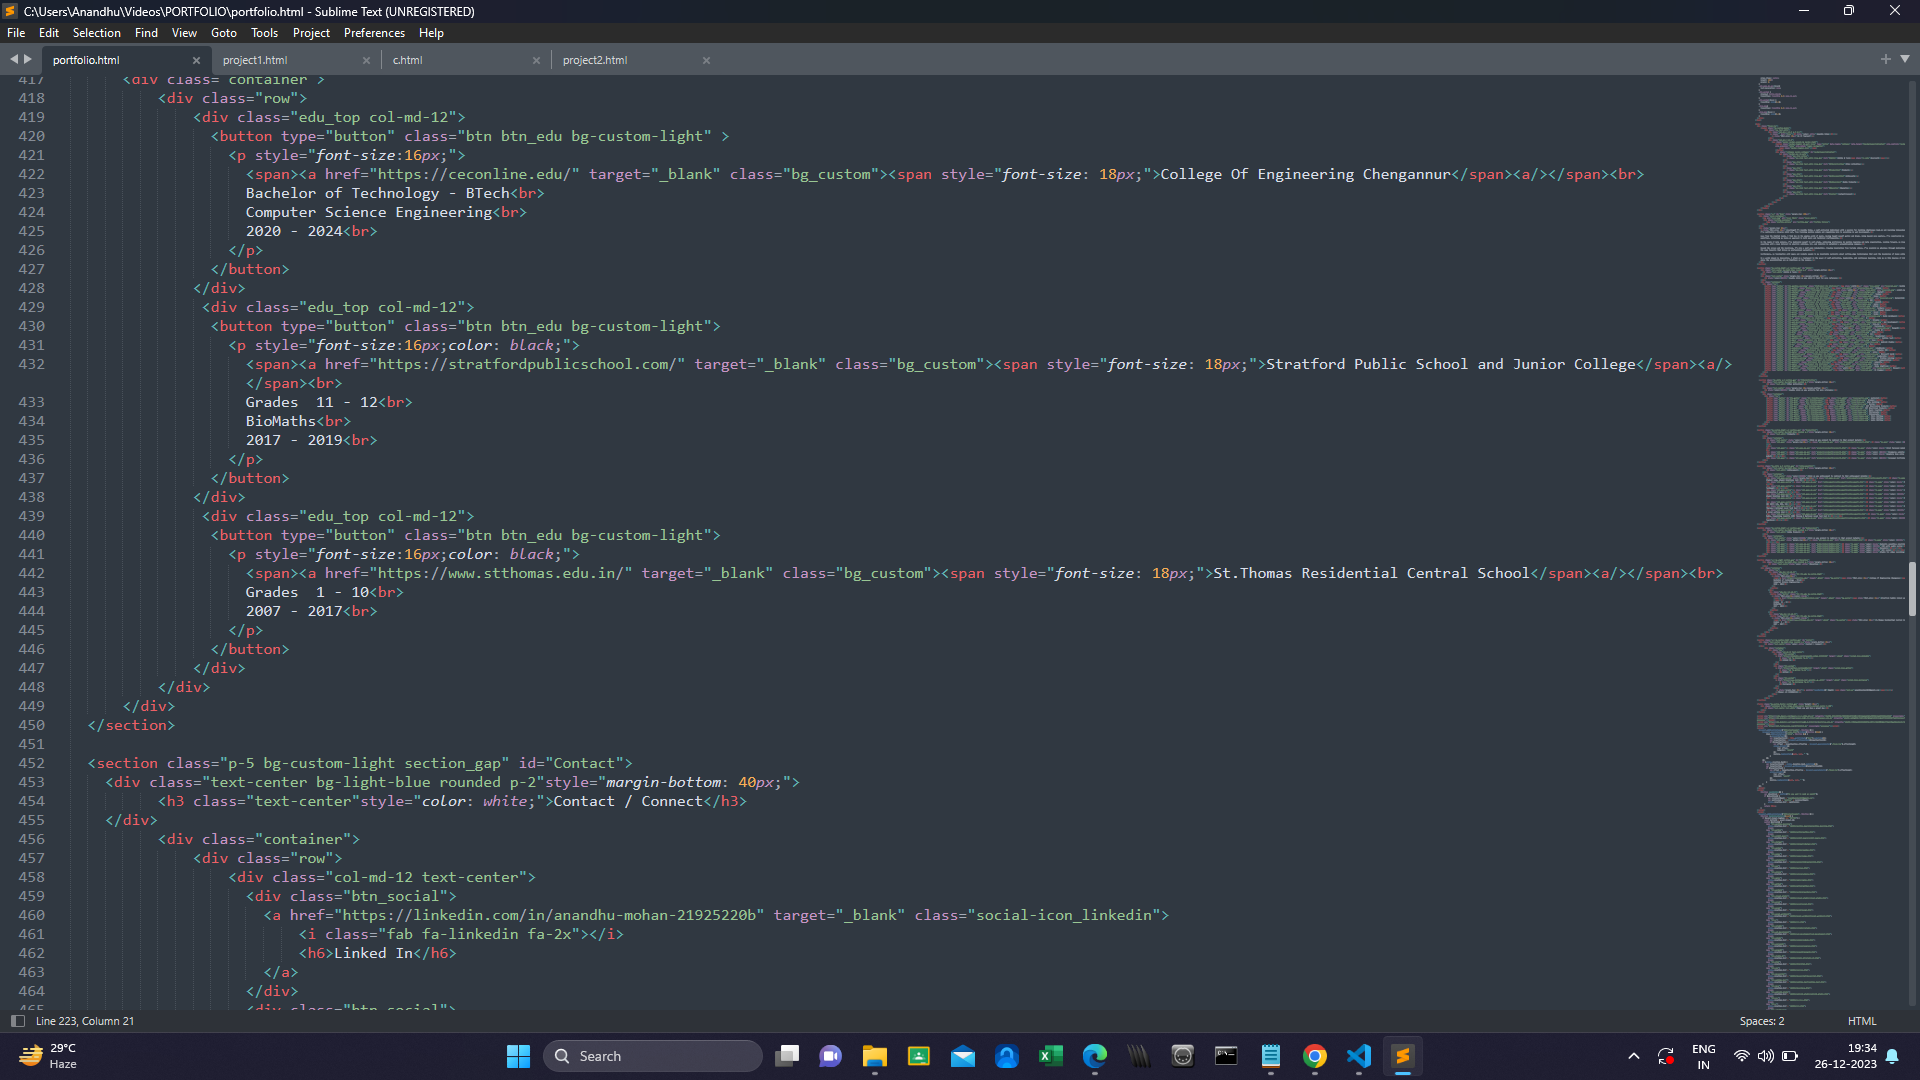 C:\Users\Anandhu\Videos\PORTFOLIO\portfolio.html - Sublime Text (UNREGISTERED)
File Edit Selection Find View Goto Tools Project Preferences Help
portfolio.html project1.html c.html project2.html
417 <div class="container">
418 <div class="row">
419 <div class="edu_top col-md-12">
420 <button type="button" class="btn btn_edu bg-custom-light" >
421 <p style="font-size:16px;">
422 <span><a href="https://ceconline.edu/" target="_blank" class="bg_custom"><span style="font-size: 18px;">College Of Engineering Chengannur</span><a/></span><br>
423 Bachelor of Technology - BTech<br>
424 Computer Science Engineering<br>
425 2020 - 2024<br>
426 </p>
427 </button>
428 </div>
429 <div class="edu_top col-md-12">
430 <button type="button" class="btn btn_edu bg-custom-light">
431 <p style="font-size:16px;color: black;">
432 <span><a href="https://stratfordpublicschool.com/" target="_blank" class="bg_custom"><span style="font-size: 18px;">Stratford Public School and Junior College</span><a/>
</span><br>
433 Grades  11 - 12<br>
434 BioMaths<br>
435 2017 - 2019<br>
436 </p>
437 </button>
438 </div>
439 <div class="edu_top col-md-12">
440 <button type="button" class="btn btn_edu bg-custom-light">
441 <p style="font-size:16px;color: black;">
442 <span><a href="https://www.stthomas.edu.in/" target="_blank" class="bg_custom"><span style="font-size: 18px;">St.Thomas Residential Central School</span><a/></span><br>
443 Grades  1 - 10<br>
444 2007 - 2017<br>
445 </p>
446 </button>
447 </div>
448 </div>
449 </div>
450 </section>
451
452 <section class="p-5 bg-custom-light section_gap" id="Contact">
453 <div class="text-center bg-light-blue rounded p-2"style="margin-bottom: 40px;">
454 <h3 class="text-center"style="color: white;">Contact / Connect</h3>
455 </div>
456 <div class="container">
457 <div class="row">
458 <div class="col-md-12 text-center">
459 <div class="btn_social">
460 <a href="https://linkedin.com/in/anandhu-mohan-21925220b" target="_blank" class="social-icon_linkedin">
461 <i class="fab fa-linkedin fa-2x"></i>
462 <h6>Linked In</h6>
463 </a>
464 </div>
465 <div class="btn_social">
Line 223, Column 21 Spaces: 2 HTML
29°C
Haze
Search
ENG
IN
19:34
26-12-2023